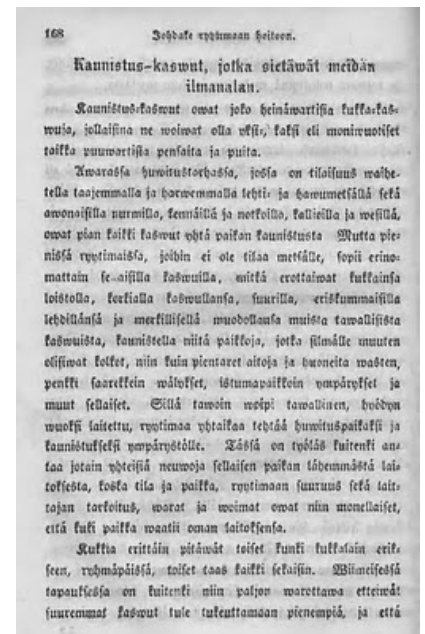 168 Johdate ryytimaan hoitoon.
Kaunistus-kaswut, jotka sietäwät meidän
ilmanalan.
Kaunistus-kaswut owat joko heinäwartisia kukka-kas-
wuja, jollaisina ne woiwat olla yksi-, kaksi eli moniwuotiset
taikka puuwartisia pensaita ja puita.
Awarassa huwitustarhassa, jossa on tilaisuus waihe-
tella taajemmalla ja harwemmalla lehti- ja hawumetsällä sekä
awonaisilla nurmilla, kennäillä ja notkoilla, kallioilla ja wesillä,
owat pian kaikki kaswut yhtä paikan kaunistusta Mutta pie-
nissä ryytimaissa, joihin ei ole tilaa metsälle, sopii erino-
mattain se aisilla kaswuilla, mitkä erottaiwat kukkainsa
loistolla, korkialla kaswullansa, suurilla, eriskummaisilla
lehdillänsä ja merkillisellä muodollansa muista tawallisista
kaswuista, kaunistella niitä paikkoja, jotka silmälle muuten
olisiwat kolkot, niin kuin pientaret aitoja ja huoneita wasten,
penkki saarekkein wälykset, istumapaikkoin ympärykset ja
muut sellaiset. Sillä tawoin woipi tawallinen, hyödyn
wuoksi laitettu, ryytimaa yhtaikaa tehtää huwituspaikaksi ja
kaunistukseksi ympärystölle. Tässä on työläs kuitenki an-
taa jotain yhteisiä neuwoja sellaisen paikan lähemmästä lai-
toksesta, koska tila ja paikka, ryytimaan suuruus sekä lait-
tajan tarkoitus, warat ja woimat owat niin monellaiset,
että kuki paikka waatii oman laitoksensa.
Kukkia erittäin pitäwät toiset kunki kukkalain erik-
seen, ryhmäpäissä, toiset taas kaikki sekaisin. Wiimeisessä
tapauksessa on kuitenki niin paljon warottawa etteiwät
suuremmat kaswut tule tukeuttamaan pienempiä, ja että